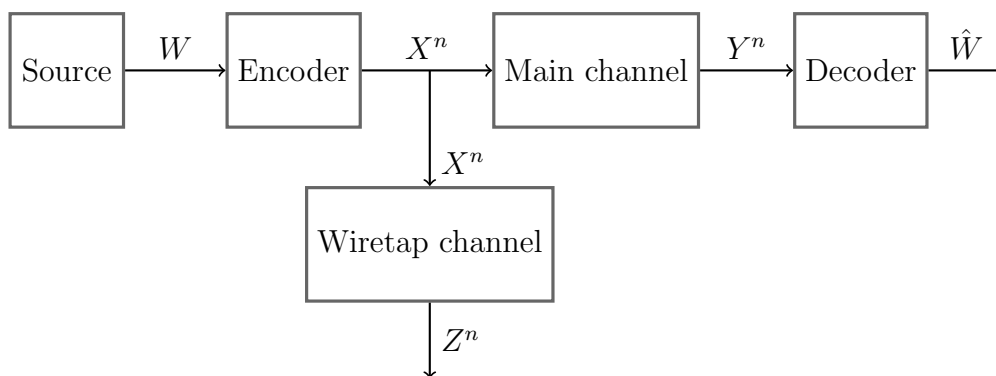 W X^n Y^n Ŵ
Source Encoder Main channel Decoder
X^n
Wiretap channel
Z^n